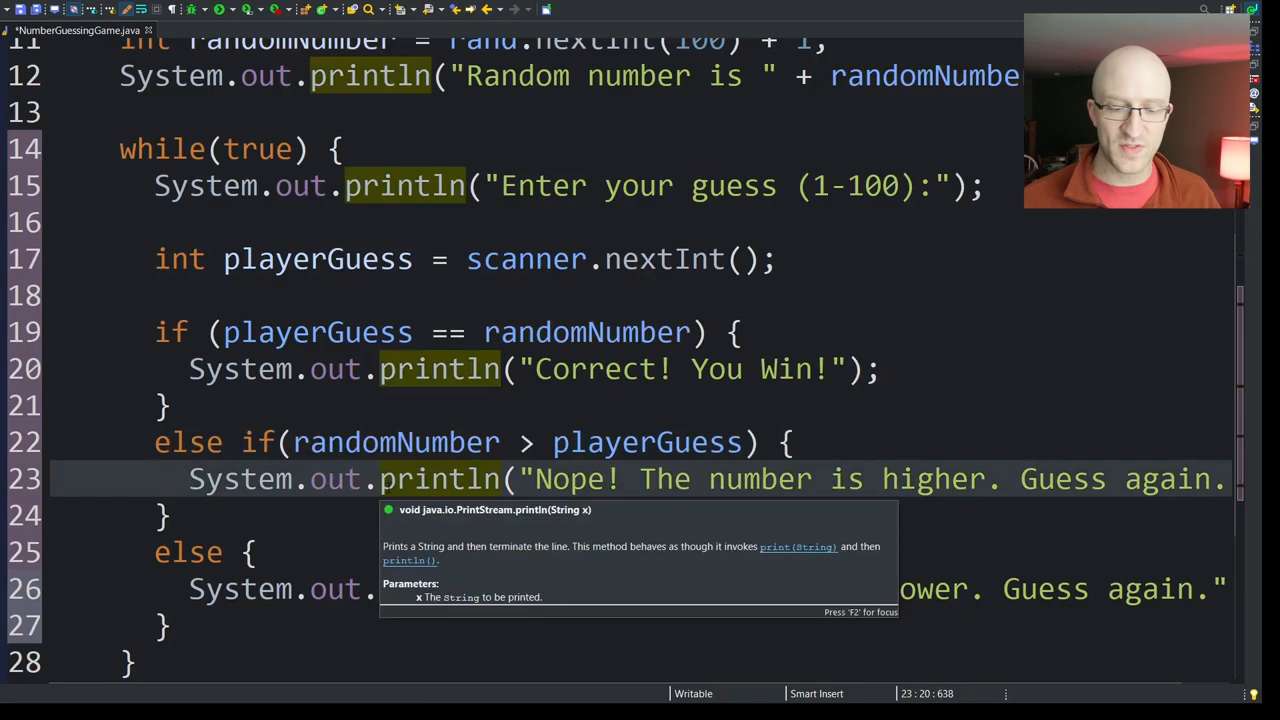 *NumberGuessingGame.java
11 int randomNumber = rand.nextInt(100) + 1;
12 System.out.println("Random number is " + randomNumbe
13
14 while(true) {
15 System.out.println("Enter your guess (1-100):");
16
17 int playerGuess = scanner.nextInt();
18
19 if (playerGuess == randomNumber) {
20 System.out.println("Correct! You Win!");
21 }
22 else if(randomNumber > playerGuess) {
23 System.out.println("Nope! The number is higher. Guess again.
24 }
void java.io.PrintStream.println(String x)
Prints a String and then terminate the line. This method behaves as though it invokes print(String) and then
println().
Parameters:
x The String to be printed.
Press 'F2' for focus
25 else {
26 System.out. ower. Guess again."
27 }
28 }
Writable Smart Insert 23 : 20 : 638